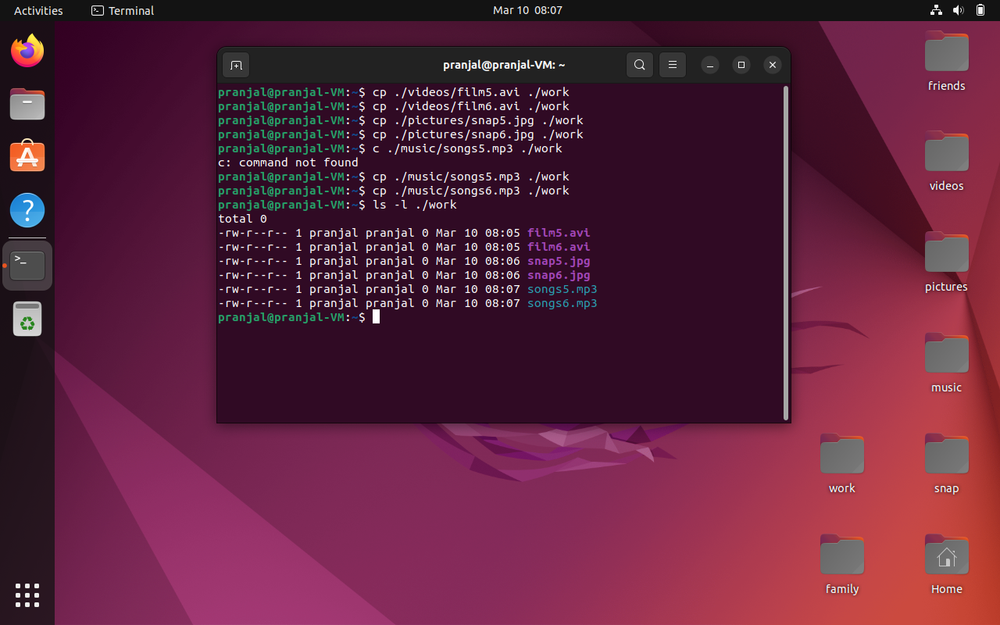 Activities
Terminal
Mar 10 08:07
pranjal@pranjal-VM: ~
pranjal@pranjal-VM:~$ cp ./videos/film5.avi ./work
pranjal@pranjal-VM:~$ cp ./videos/film6.avi ./work
pranjal@pranjal-VM:~$ cp ./pictures/snap5.jpg ./work
pranjal@pranjal-VM:~$ cp ./pictures/snap6.jpg ./work
pranjal@pranjal-VM:~$ c ./music/songs5.mp3 ./work
c: command not found
pranjal@pranjal-VM:~$ cp ./music/songs5.mp3 ./work
pranjal@pranjal-VM:~$ cp ./music/songs6.mp3 ./work
pranjal@pranjal-VM:~$ ls -l ./work
total 0
-rw-r--r-- 1 pranjal pranjal 0 Mar 10 08:05 film5.avi
-rw-r--r-- 1 pranjal pranjal 0 Mar 10 08:05 film6.avi
-rw-r--r-- 1 pranjal pranjal 0 Mar 10 08:06 snap5.jpg
-rw-r--r-- 1 pranjal pranjal 0 Mar 10 08:06 snap6.jpg
-rw-r--r-- 1 pranjal pranjal 0 Mar 10 08:07 songs5.mp3
-rw-r--r-- 1 pranjal pranjal 0 Mar 10 08:07 songs6.mp3
pranjal@pranjal-VM:~$
friends
videos
pictures
music
work
snap
family
Home